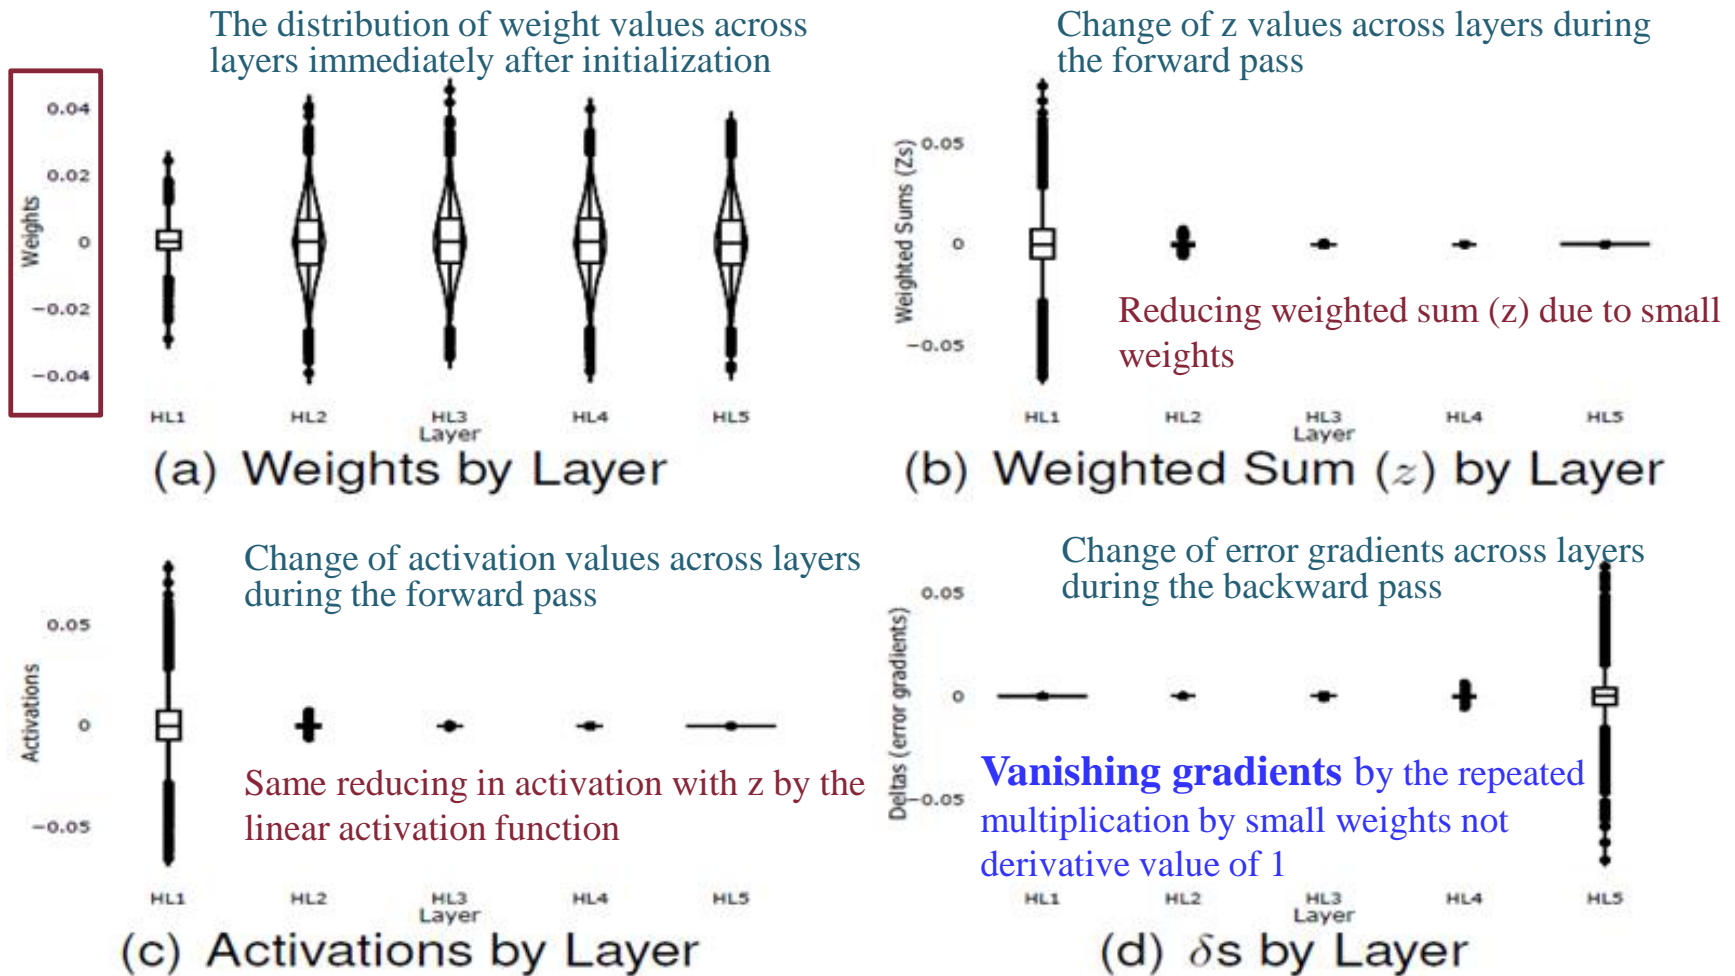 The distribution of weight values across
layers immediately after initialization
0.04
0.02
0
−0.02
−0.04
Weights
HL1 HL2 HL3 HL4 HL5
Layer
(a) Weights by Layer
Change of z values across layers during
the forward pass
0.05
0
−0.05
Weighted Sums (Zs)
Reducing weighted sum (z) due to small
weights
HL1 HL2 HL3 HL4 HL5
Layer
(b) Weighted Sum (z) by Layer
Change of activation values across layers
during the forward pass
0.05
0
−0.05
Activations
Same reducing in activation with z by the
linear activation function
HL1 HL2 HL3 HL4 HL5
Layer
(c) Activations by Layer
Change of error gradients across layers
during the backward pass
0.05
0
−0.05
Deltas (error gradients)
Vanishing gradients by the repeated
multiplication by small weights not
derivative value of 1
HL1 HL2 HL3 HL4 HL5
Layer
(d) δs by Layer